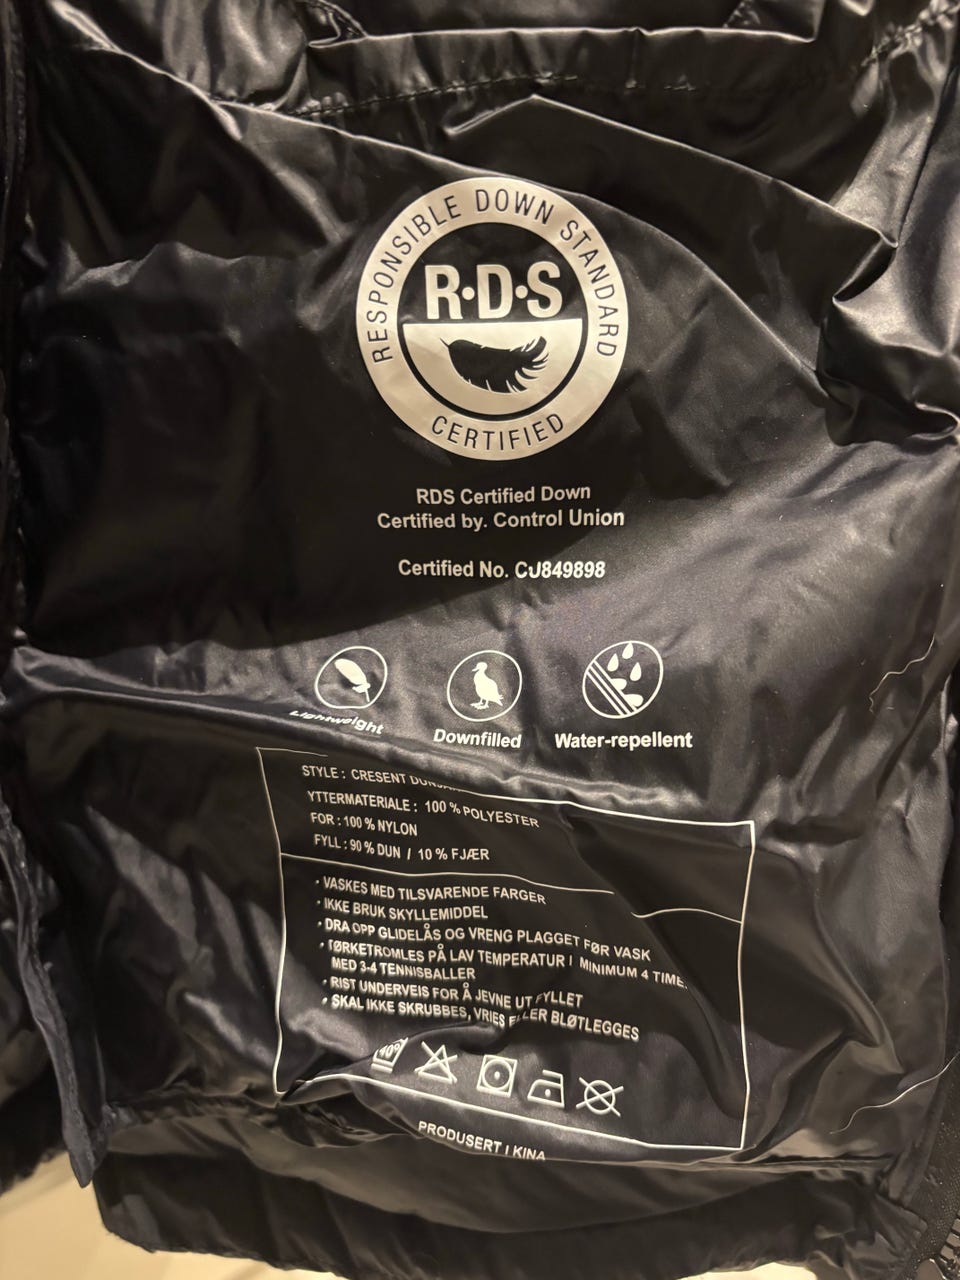 RESPONSIBLE DOWN STANDARD
R·D·S
CERTIFIED
RDS Certified Down
Certified by. Control Union
Certified No. CU849898
Lightweight
Downfilled
Water-repellent
STYLE : CRESENT
YTTERMATERIALE : 100 % POLYESTER
FOR : 100 % NYLON
FYLL : 90 % DUN / 10 % FJÆR
• VASKES MED TILSVARENDE FARGER
• IKKE BRUK SKYLLEMIDDEL
• DRA OPP GLIDELÅS OG VRENG PLAGGET FØR VASK
• TØRKETROMLES PÅ LAV TEMPERATUR I MINIMUM 4 TIME
MED 3-4 TENNISBALLER
• RIST UNDERVEIS FOR Å JEVNE UT FYLLET
• SKAL IKKE SKRUBBES, VRIES ELLER BLØTLEGGES
PRODUSERT I KINA